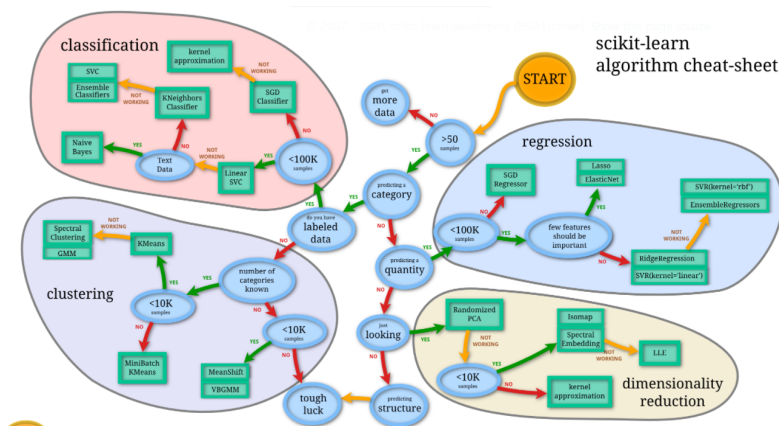 scikit-learn
algorithm cheat-sheet
START
classification
kernel
approximation
NOT
WORKING
SVC
Ensemble
Classifiers
NOT
WORKING
KNeighbors
Classifier
SGD
Classifier
NO
NO
Naive
Bayes
YES
Text
Data
NOT
WORKING
Linear
SVC
YES
<100K
samples
YES
get
more
data
NO
>50
samples
YES
predicting a
category
YES
NO
do you have
labeled
data
NO
predicting a
quantity
YES
NO
regression
SGD
Regressor
NO
<100K
samples
YES
few features
should be
important
YES
Lasso
ElasticNet
NO
RidgeRegression
SVR(kernel='linear')
NOT
WORKING
SVR(kernel='rbf')
EnsembleRegressors
clustering
Spectral
Clustering
GMM
NOT
WORKING
KMeans
YES
<10K
samples
NO
MiniBatch
KMeans
YES
number of
categories
known
NO
<10K
samples
YES
MeanShift
VBGMM
NO
tough
luck
just
looking
YES
NO
predicting
structure
Randomized
PCA
NOT
WORKING
<10K
samples
YES
Isomap
Spectral
Embedding
NOT
WORKING
LLE
NO
kernel
approximation
dimensionality
reduction